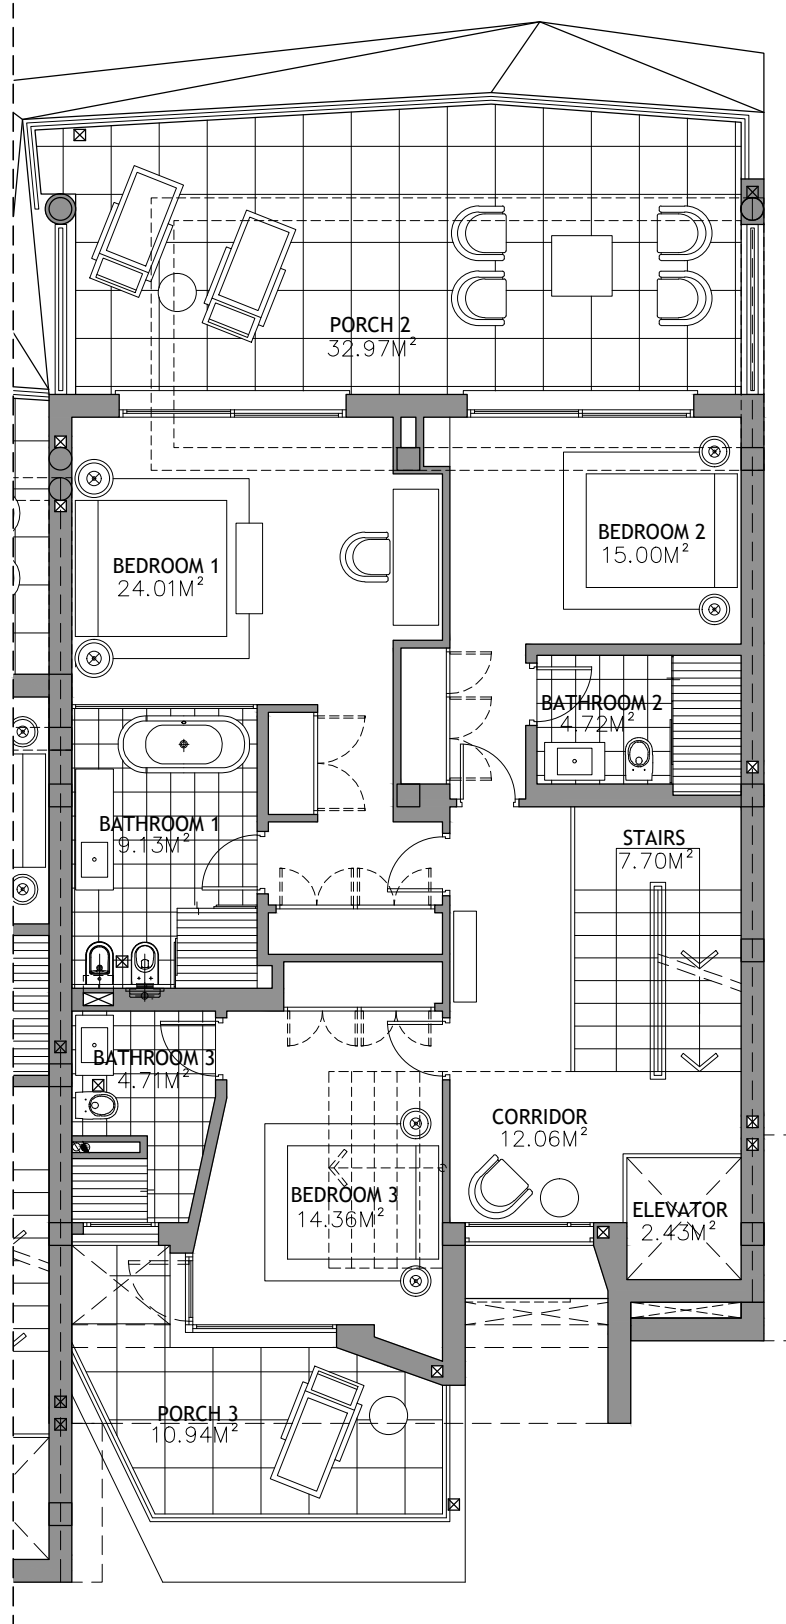 PORCH 2
32.97M²
BEDROOM 1
24.01M²
BEDROOM 2
15.00M²
BATHROOM 2
4.72M²
BATHROOM 1
9.13M²
STAIRS
7.70M²
BATHROOM 3
4.71M²
CORRIDOR
12.06M²
BEDROOM 3
14.36M²
ELEVATOR
2.43M²
PORCH 3
10.94M²